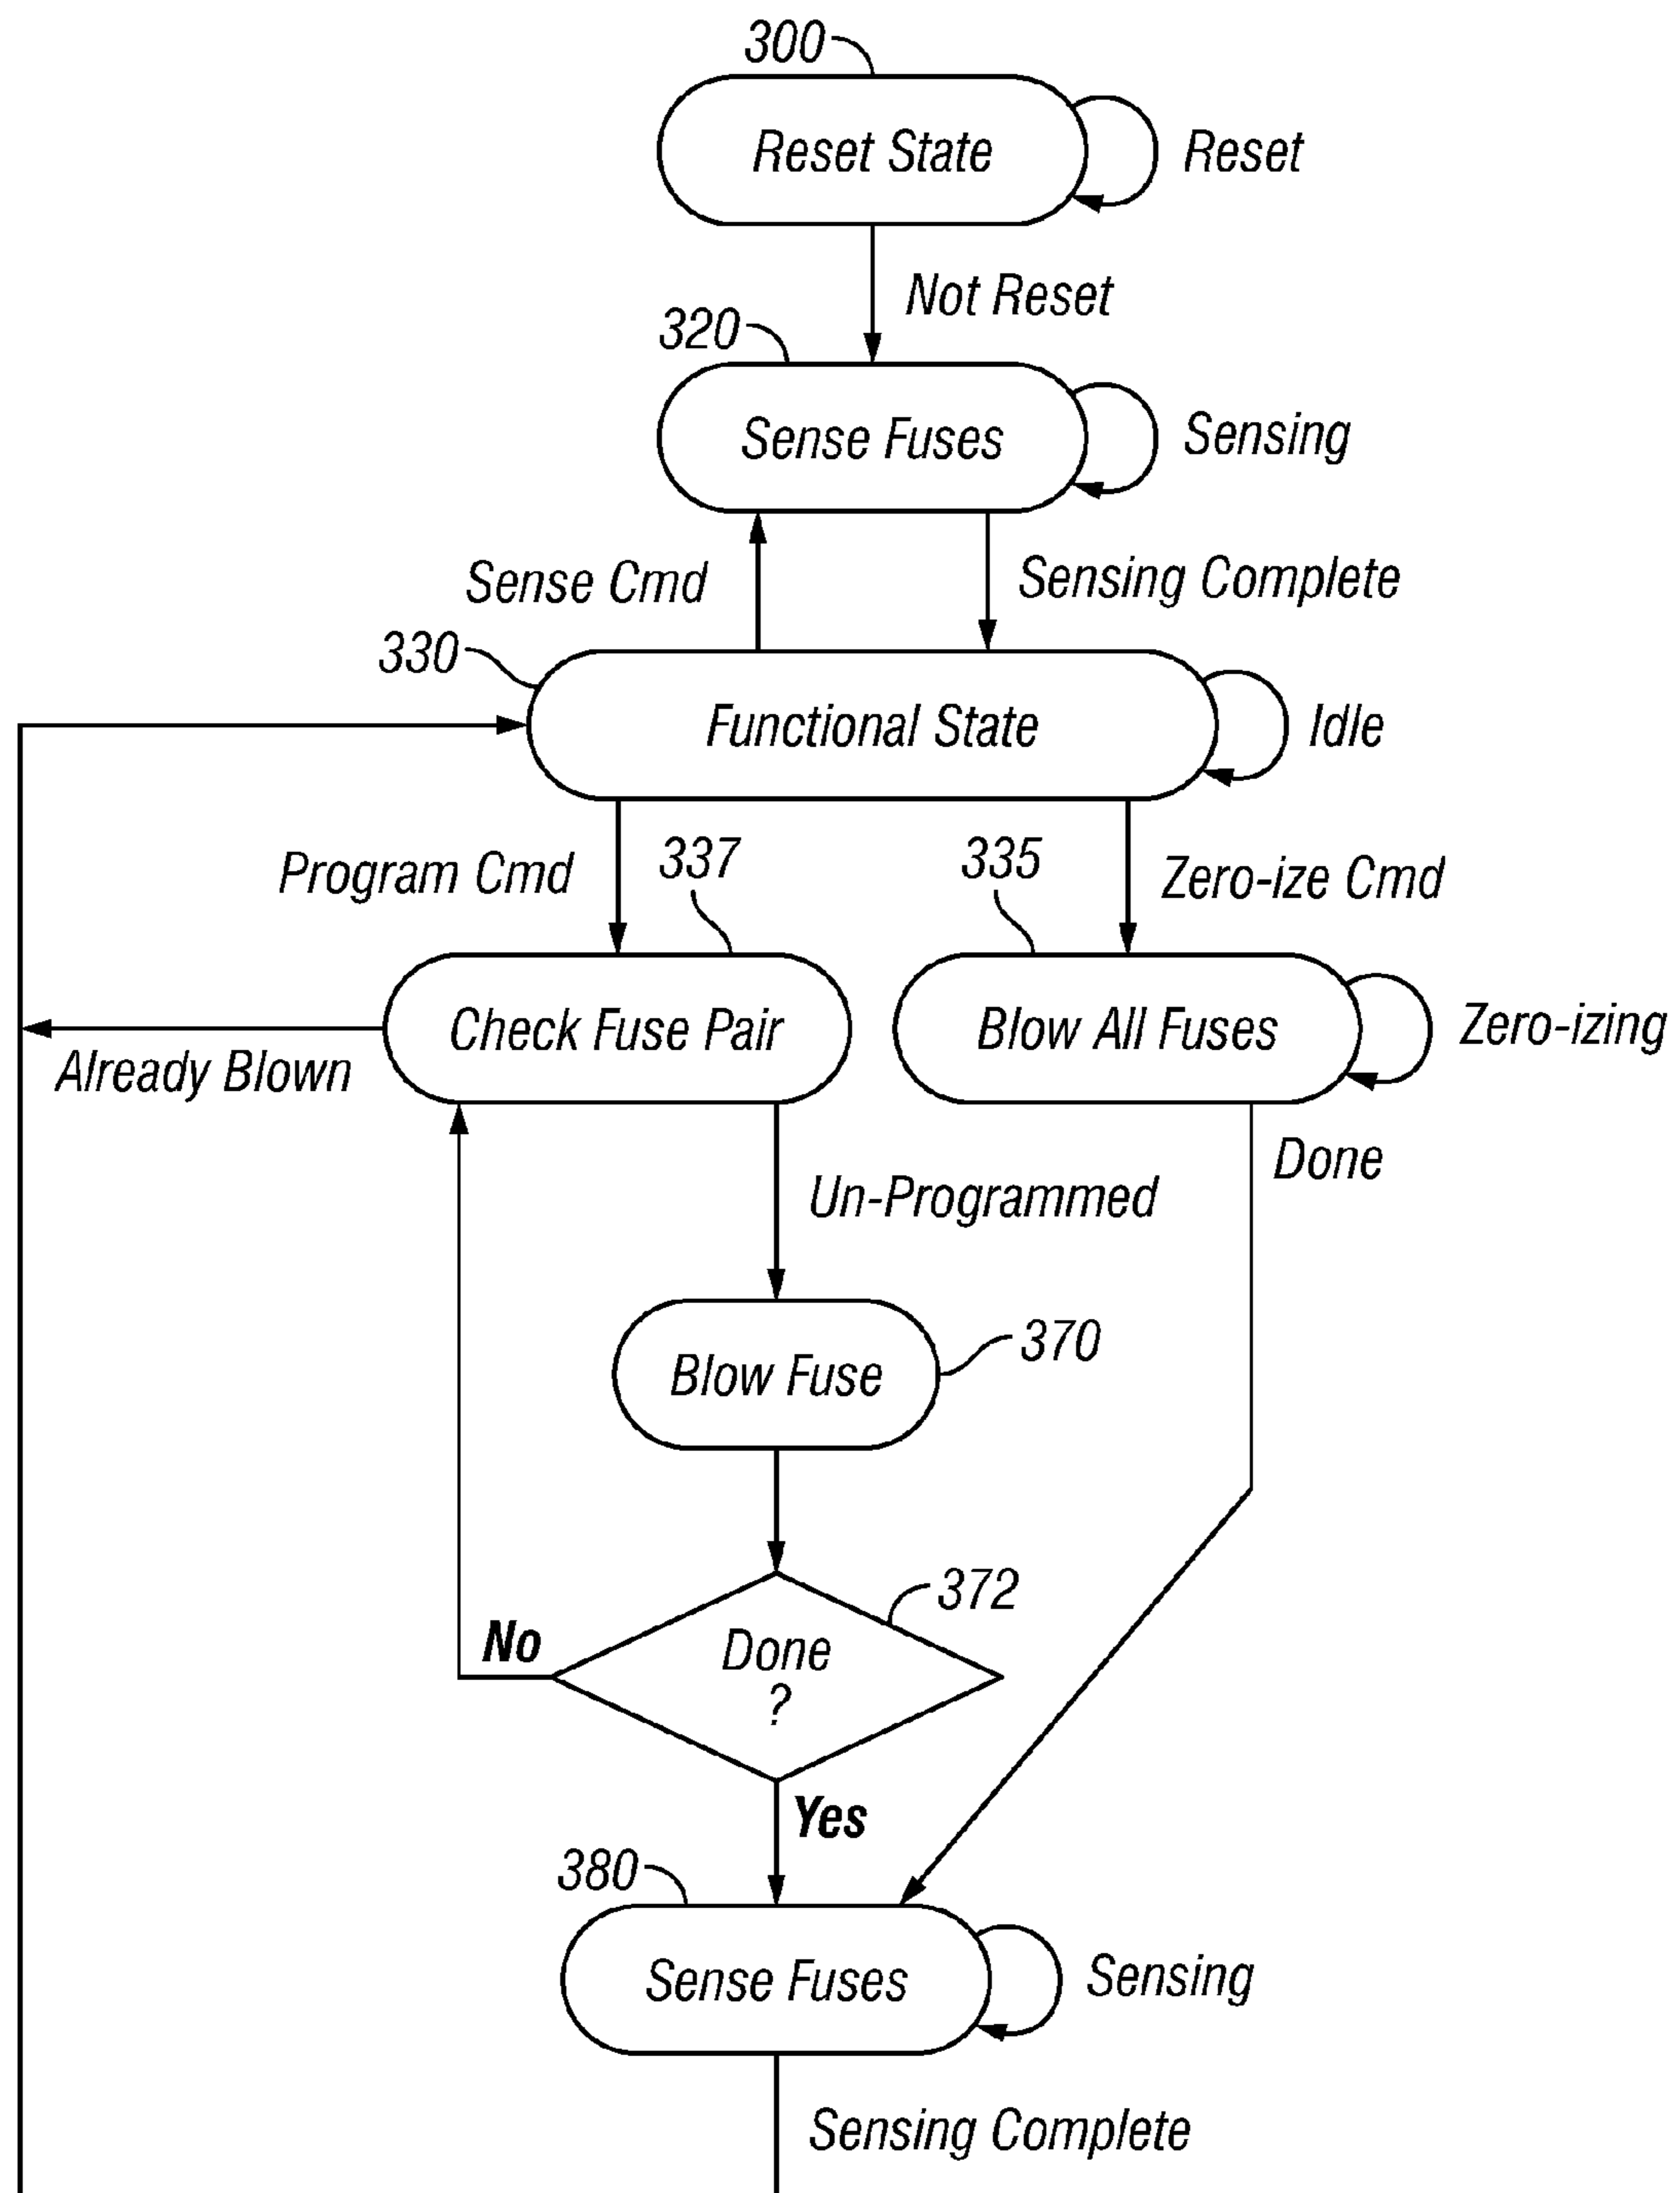 300
Reset State
Reset
Not Reset
320
Sense Fuses
Sensing
Sense Cmd
Sensing Complete
330
Functional State
Idle
Program Cmd
337
335
Zero-ize Cmd
Check Fuse Pair
Blow All Fuses
Zero-izing
Already Blown
Done
Un-Programmed
Blow Fuse
370
372
Done
?
No
Yes
380
Sense Fuses
Sensing
Sensing Complete